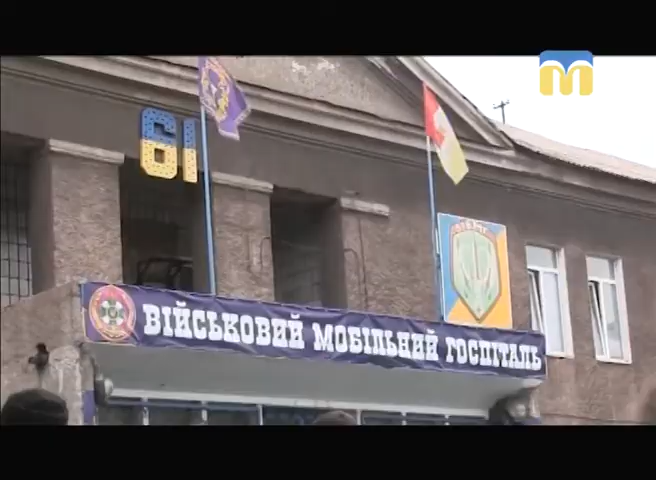 61
ВІЙСЬКОВИЙ МОБІЛЬНИЙ ГОСПІТАЛЬ